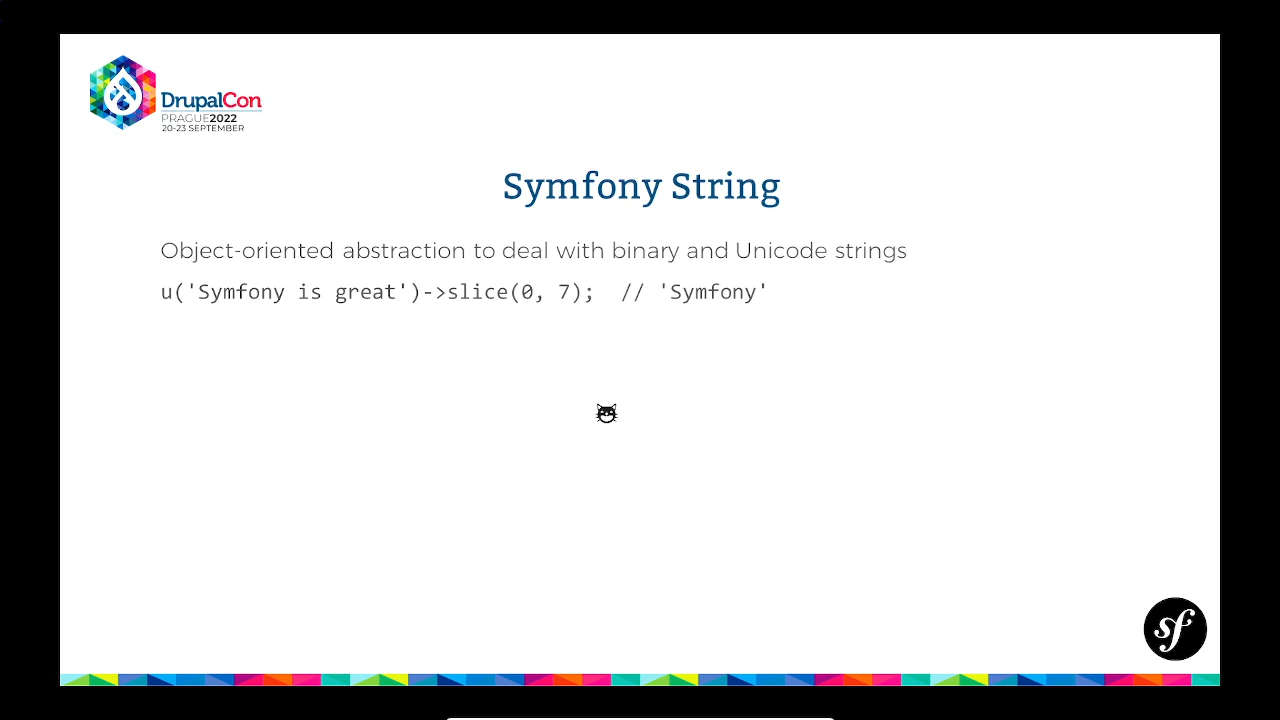 DrupalCon
PRAGUE2022
20-23 SEPTEMBER
Symfony String
Object-oriented abstraction to deal with binary and Unicode strings
u('Symfony is great')->slice(0, 7);  // 'Symfony'
sf